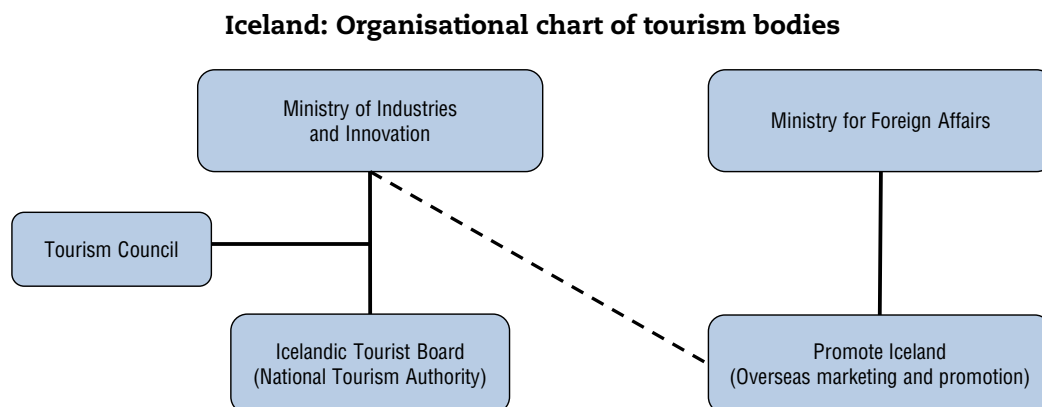 Iceland: Organisational chart of tourism bodies
Ministry of Industries
and Innovation
Ministry for Foreign Affairs
Tourism Council
Icelandic Tourist Board
(National Tourism Authority)
Promote Iceland
(Overseas marketing and promotion)